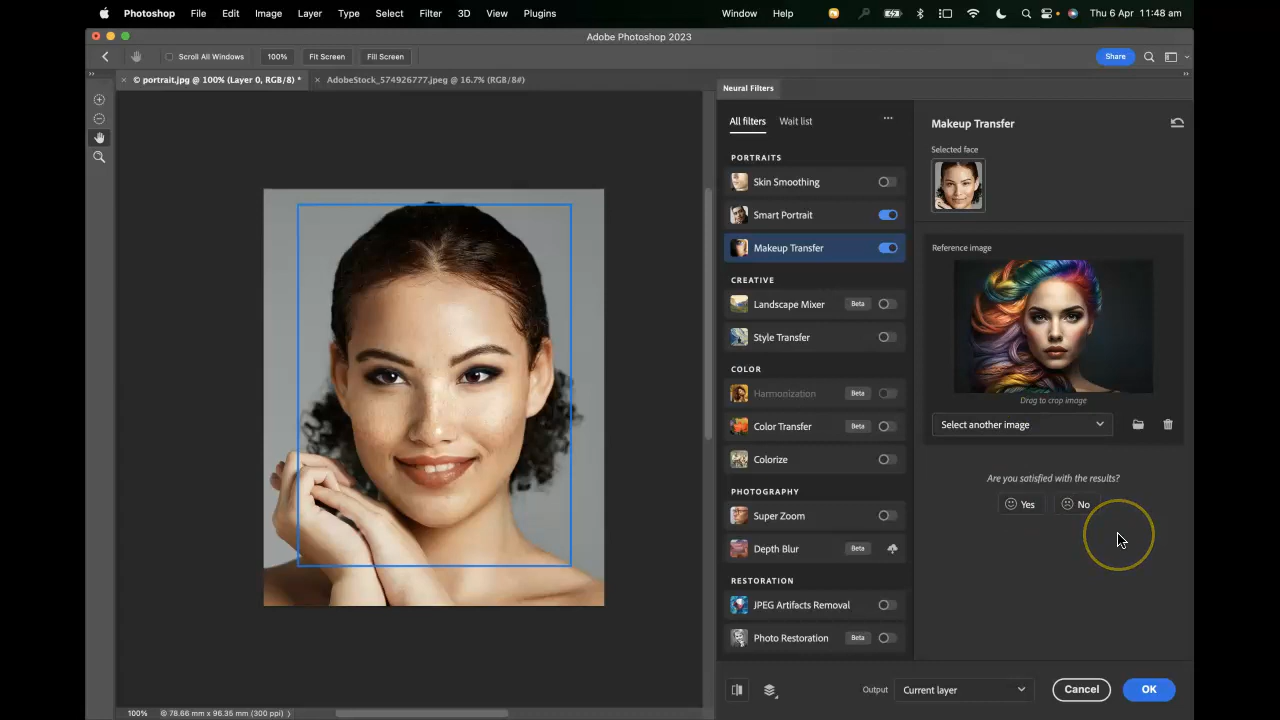 Photoshop File Edit Image Layer Type Select Filter 3D View Plugins Window Help Thu 6 Apr 11:48 am
Adobe Photoshop 2023
Scroll All Windows 100% Fit Screen Fill Screen Share
× © portrait.jpg @ 100% (Layer 0, RGB/8) * × AdobeStock_574926777.jpeg @ 16.7% (RGB/8#)
Neural Filters
All filters Wait list
PORTRAITS
Skin Smoothing
Smart Portrait
Makeup Transfer
CREATIVE
Landscape Mixer Beta
Style Transfer
COLOR
Harmonization Beta
Color Transfer Beta
Colorize
PHOTOGRAPHY
Super Zoom
Depth Blur Beta
RESTORATION
JPEG Artifacts Removal
Photo Restoration Beta
Makeup Transfer
Selected face
Reference image
Drag to crop image
Select another image
Are you satisfied with the results?
Yes No
Output Current layer Cancel OK
100% © 78.66 mm x 96.35 mm (300 ppi)